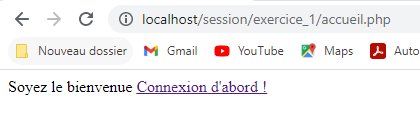 localhost/session/exercice_1/accueil.php
Nouveau dossier Gmail YouTube Maps Auto
Soyez le bienvenue Connexion d'abord !